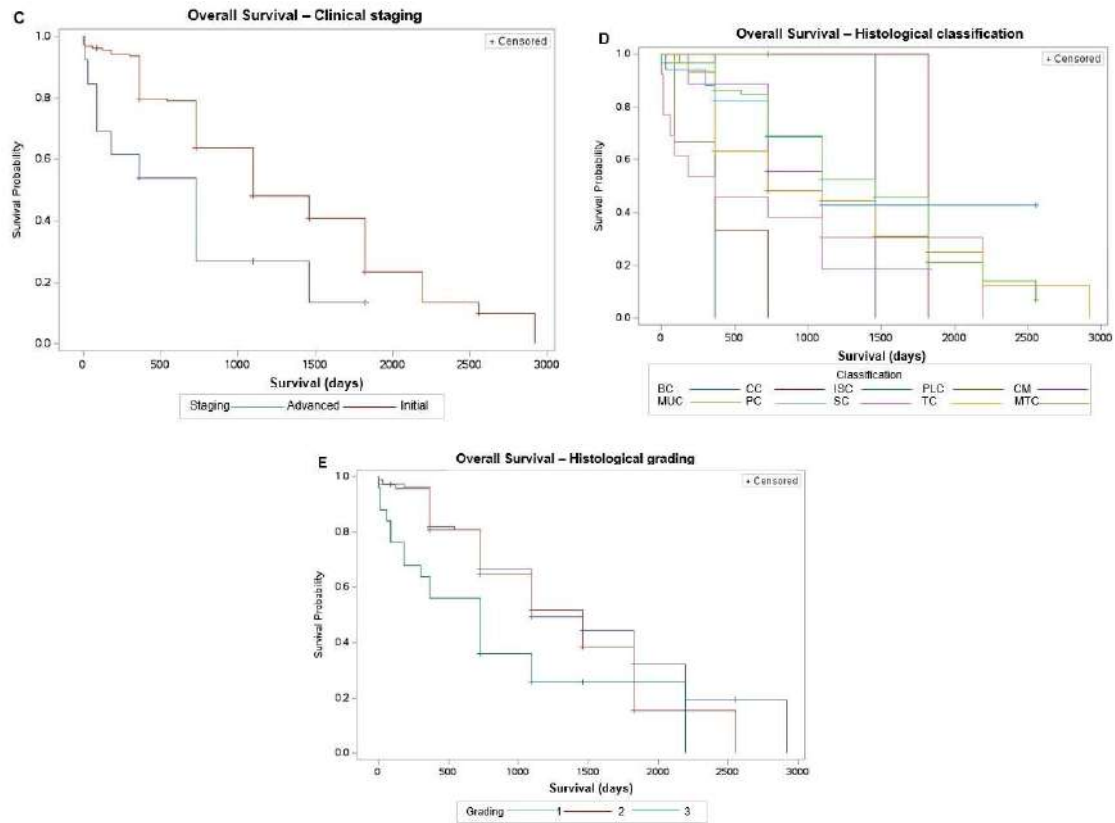 C
Overall Survival – Clinical staging
+ Censored
Survival Probability
1.0
0.8
0.6
0.4
0.2
0.0
0 500 1000 1500 2000 2500 3000
Survival (days)
Staging Advanced Initial
D
Overall Survival – Histological classification
+ Censored
Survival Probability
1.0
0.8
0.6
0.4
0.2
0.0
0 500 1000 1500 2000 2500 3000
Survival (days)
Classification
BC CC ISC PLC CM
MUC PC SC TC MTC
E
Overall Survival – Histological grading
+ Censored
Survival Probability
1.0
0.8
0.6
0.4
0.2
0.0
0 500 1000 1500 2000 2500 3000
Survival (days)
Grading 1 2 3